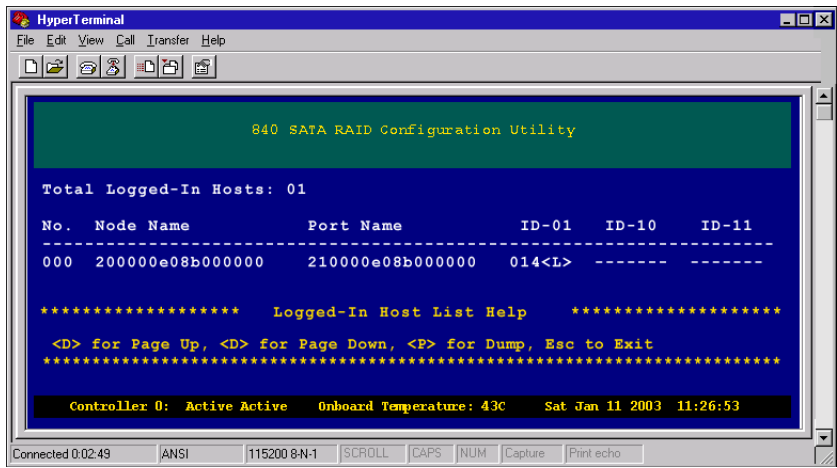 HyperTerminal
File Edit View Call Transfer Help
840 SATA RAID Configuration Utility
Total Logged-In Hosts: 01
No. Node Name Port Name ID-01 ID-10 ID-11
--------------------------------------------------------------------
000 200000e08b000000 210000e08b000000 014<L> ------- -------
******************* Logged-In Host List Help ********************
<D> for Page Up, <D> for Page Down, <P> for Dump, Esc to Exit
**********************************************************************
Controller 0: Active Active Onboard Temperature: 43C Sat Jan 11 2003 11:26:53
Connected 0:02:49 ANSI 115200 8-N-1 SCROLL CAPS NUM Capture Print echo